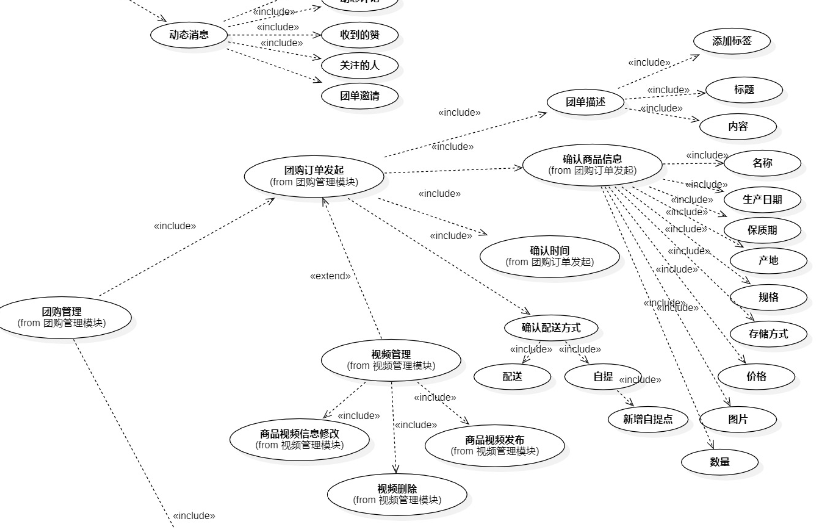 «include»
动态消息
«include»
收到的赞
«include»
关注的人
团单邀请
添加标签
«include»
标题
«include»
团单描述
«include»
内容
«include»
«include»
团购订单发起
(from 团购管理模块)
确认商品信息
(from 团购订单发起)
«include»
名称
«include»
生产日期
«include»
«include»
保质期
«include»
产地
«include»
规格
«include»
存储方式
«include»
«include»
价格
«include»
图片
数量
«include»
«include»
确认时间
(from 团购订单发起)
«include»
«extend»
团购管理
(from 团购管理模块)
确认配送方式
«include»
«include»
配送
自提
«include»
新增自提点
视频管理
(from 视频管理模块)
«include»
«include»
«include»
商品视频信息修改
(from 视频管理模块)
商品视频发布
(from 视频管理模块)
视频删除
(from 视频管理模块)
«include»